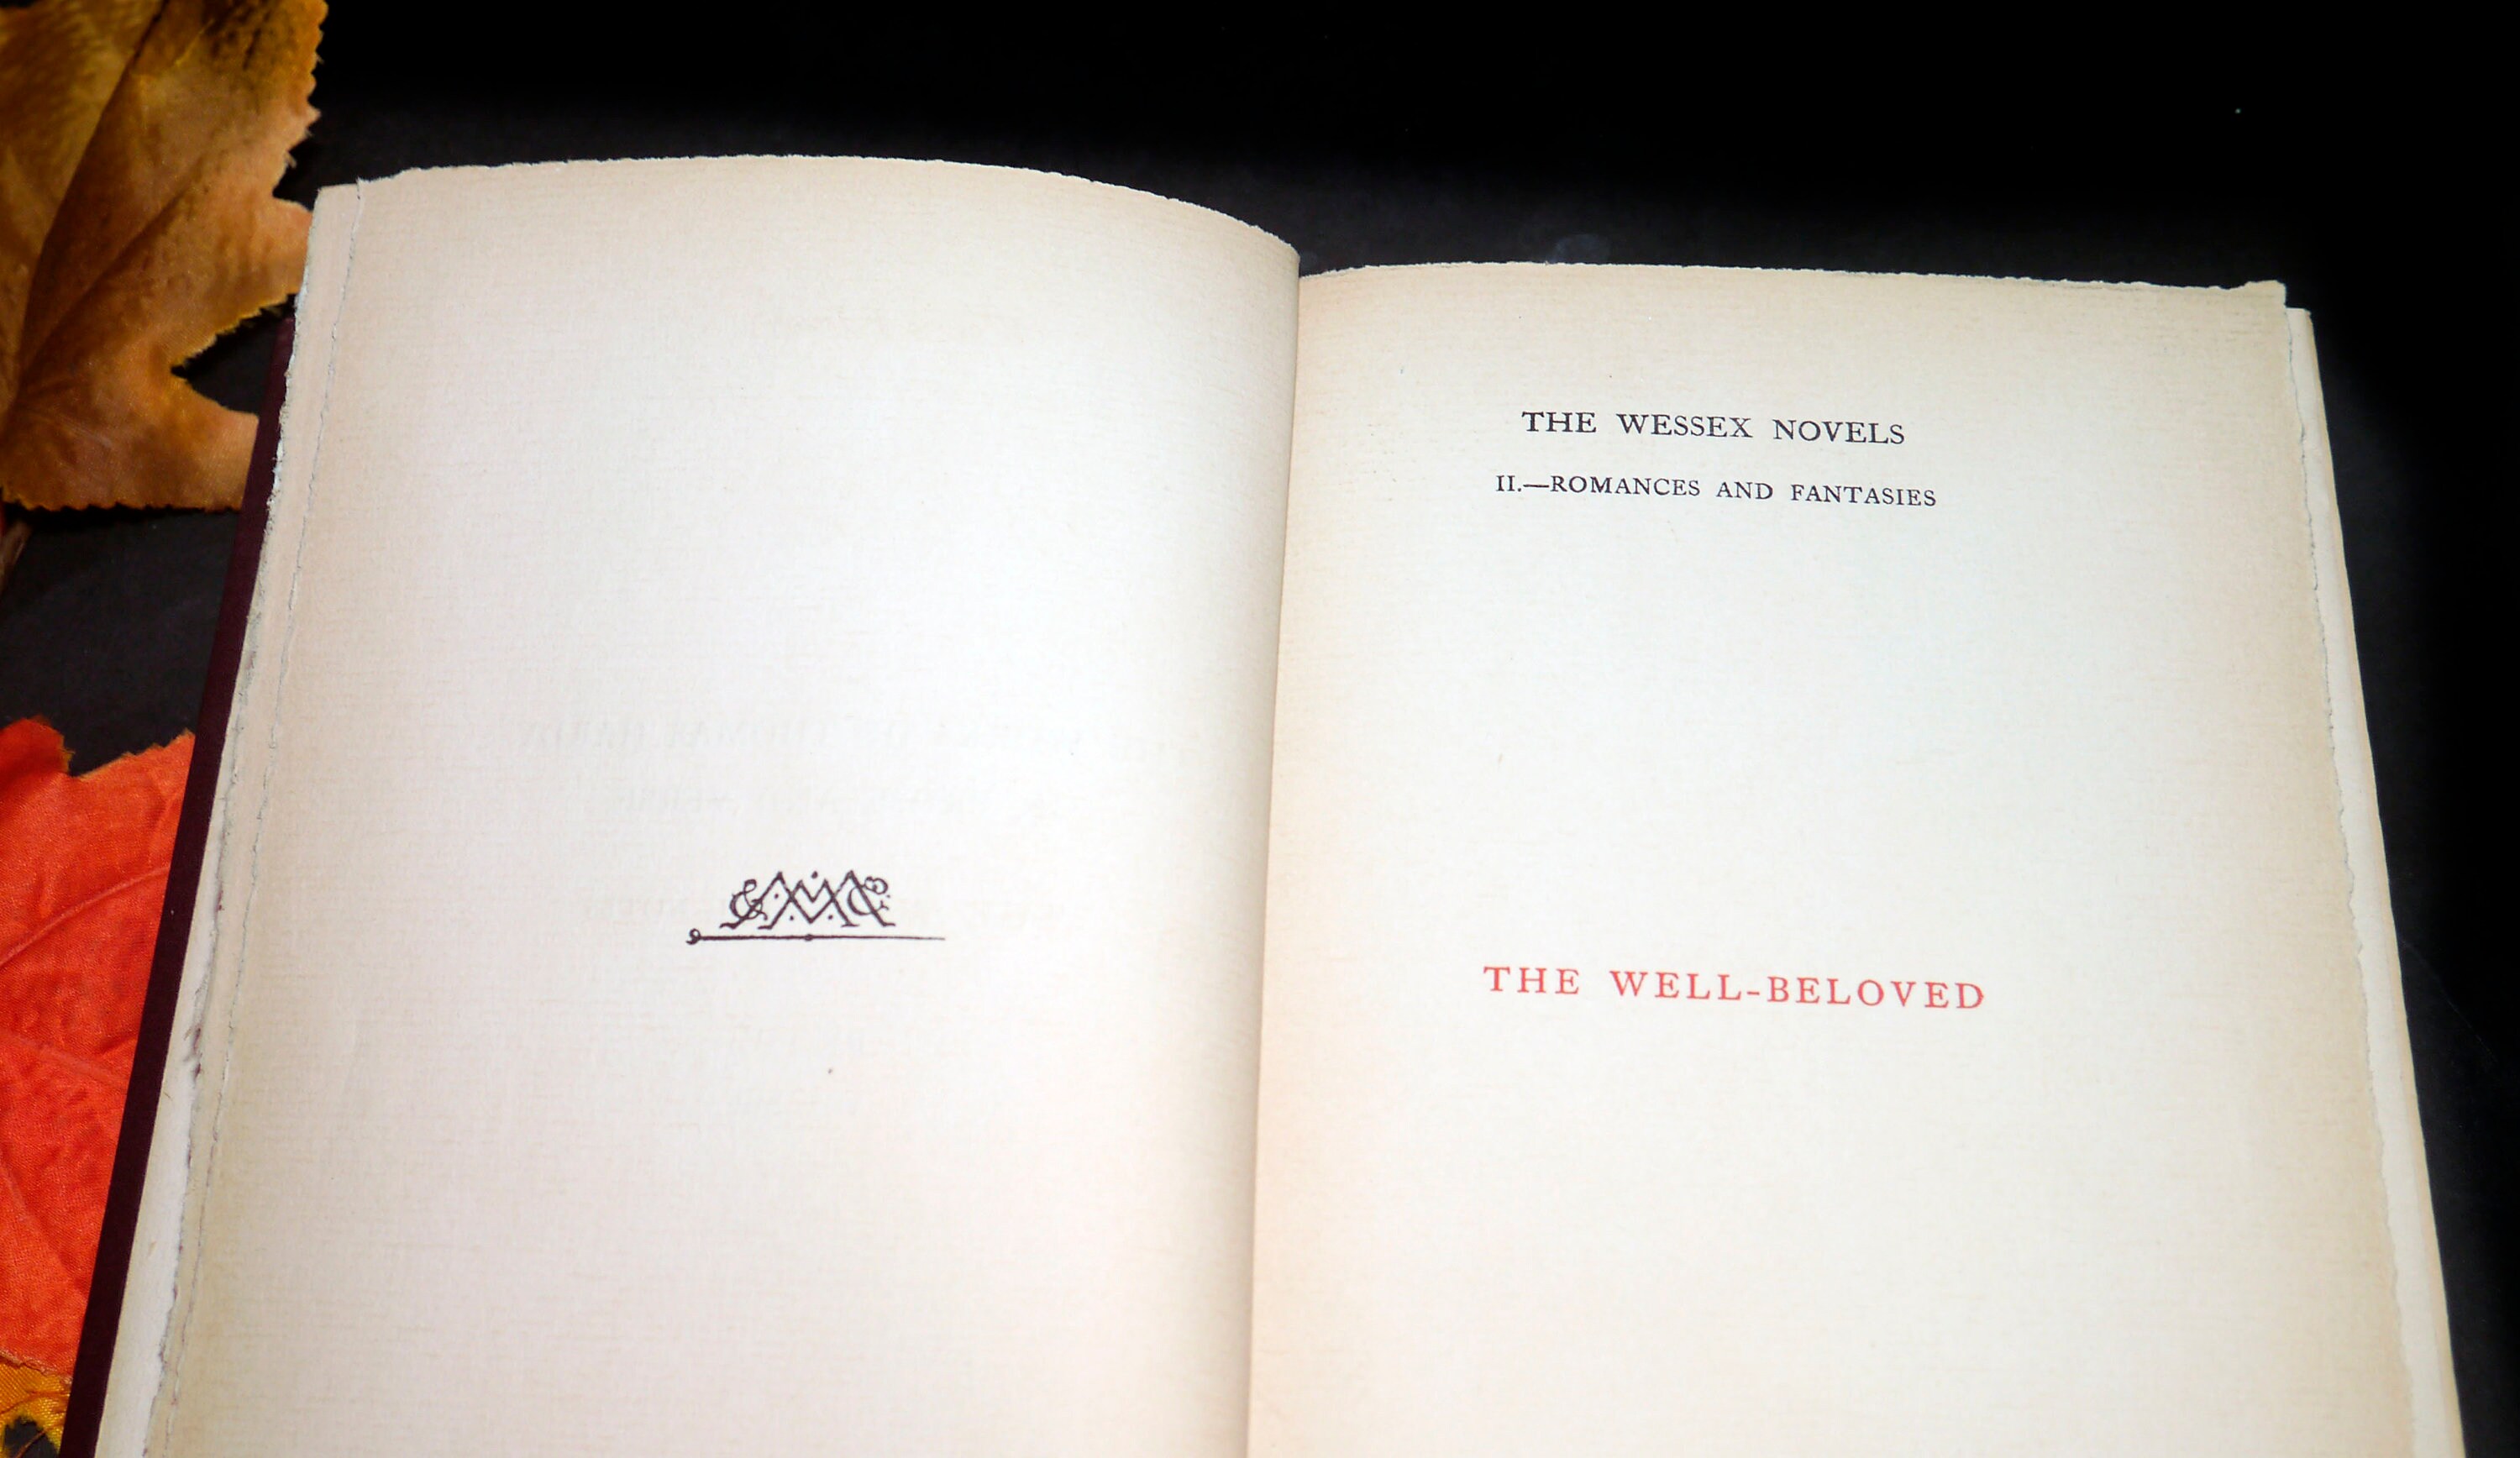 THE WESSEX NOVELS
II.—ROMANCES AND FANTASIES
THE WELL-BELOVED